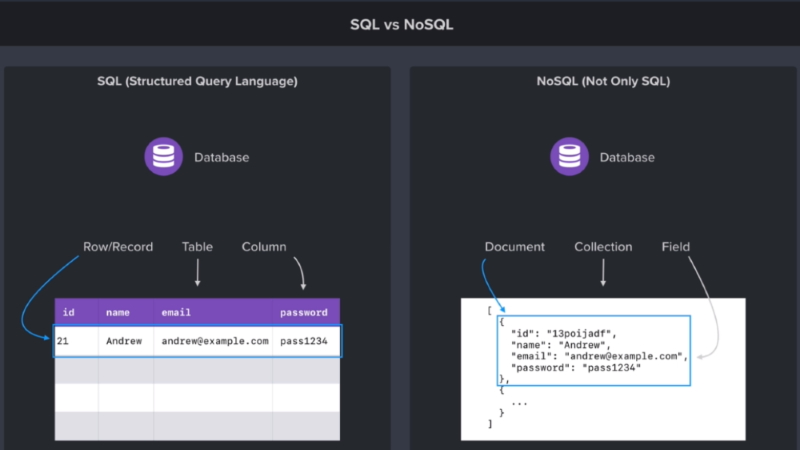 SQL vs NoSQL
SQL (Structured Query Language)
Database
Row/Record Table Column
id name email password
21 Andrew andrew@example.com pass1234
NoSQL (Not Only SQL)
Database
Document Collection Field
[
{
"id": "13poijadf",
"name": "Andrew",
"email": "andrew@example.com",
"password": "pass1234"
},
{
...
}
]